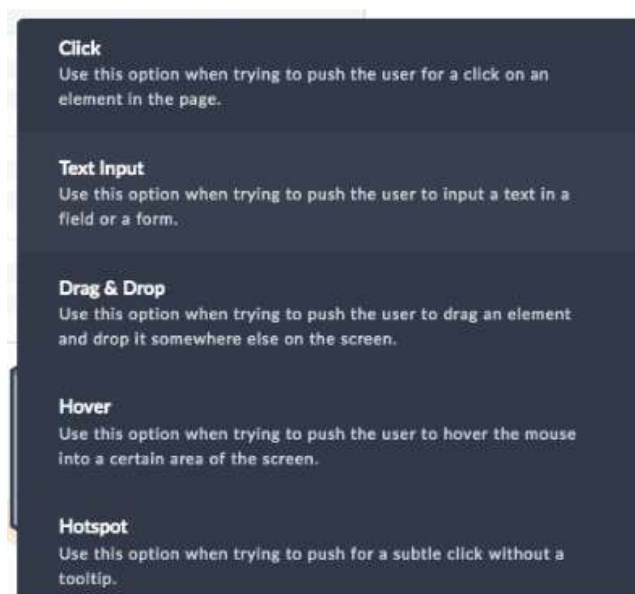 Click
Use this option when trying to push the user for a click on an
element in the page.
Text Input
Use this option when trying to push the user to input a text in a
field or a form.
Drag & Drop
Use this option when trying to push the user to drag an element
and drop it somewhere else on the screen.
Hover
Use this option when trying to push the user to hover the mouse
into a certain area of the screen.
Hotspot
Use this option when trying to push for a subtle click without a
tooltip.